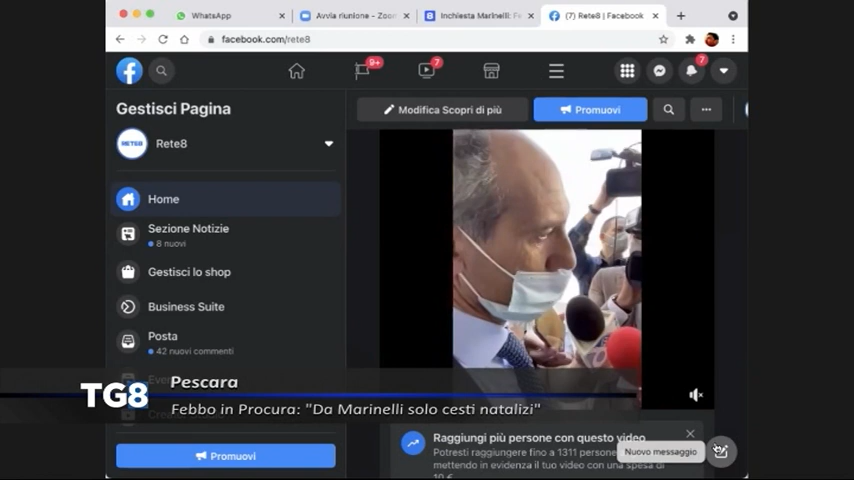 WhatsApp
Avvia riunione - Zoom
Inchiesta Marinelli: Fe
(7) Rete8 | Facebook
facebook.com/rete8
9+
7
7
Gestisci Pagina
Modifica Scopri di più
Promuovi
RETE8
Rete8
Home
Sezione Notizie
8 nuovi
Gestisci lo shop
Business Suite
Posta
42 nuovi commenti
TG8
Pescara
Febbo in Procura: "Da Marinelli solo cesti natalizi"
Promuovi
Raggiungi più persone con questo video
Potresti raggiungere fino a 1311 persone
mettendo in evidenza il tuo video con una spesa di
10 €
Nuovo messaggio